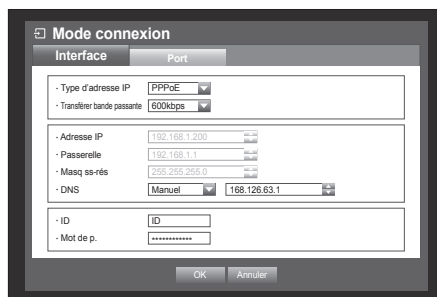 Mode connexion
Interface Port
- Type d'adresse IP PPPoE
- Transférer bande passante 600kbps
- Adresse IP 192.168.1.200
- Passerelle 192.168.1.1
- Masq ss-rés 255.255.255.0
- DNS Manuel 168.126.63.1
- ID ID
- Mot de p. ************
OK Annuler